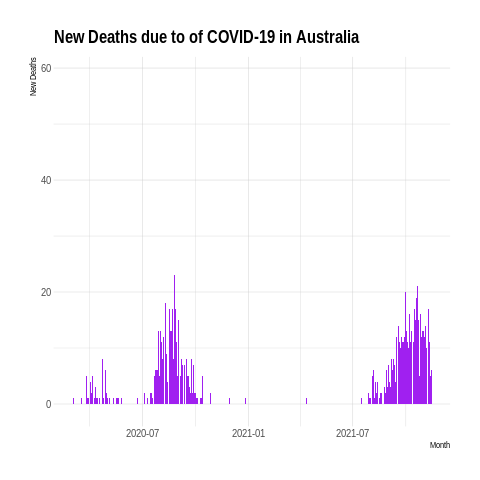 New Deaths due to of COVID-19 in Australia
New Deaths
60
40
20
0
2020-07
2021-01
2021-07
Month